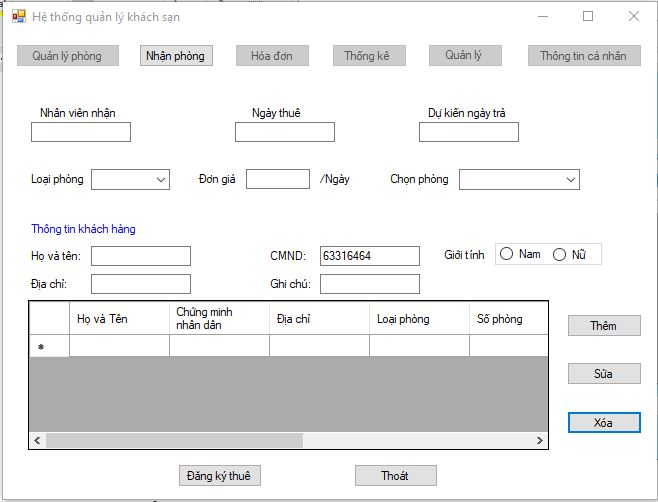 Hệ thống quản lý khách sạn
Quản lý phòng Nhận phòng Hóa đơn Thống kê Quản lý Thông tin cá nhân
Nhân viên nhận Ngày thuê Dự kiến ngày trả
Loại phòng Đơn giá /Ngày Chọn phòng
Thông tin khách hàng
Họ và tên: CMND: 63316464 Giới tính Nam Nữ
Địa chỉ: Ghi chú:
Họ và Tên Chứng minh nhân dân Địa chỉ Loại phòng Số phòng
Thêm
Sửa
Xóa
Đăng ký thuê Thoát